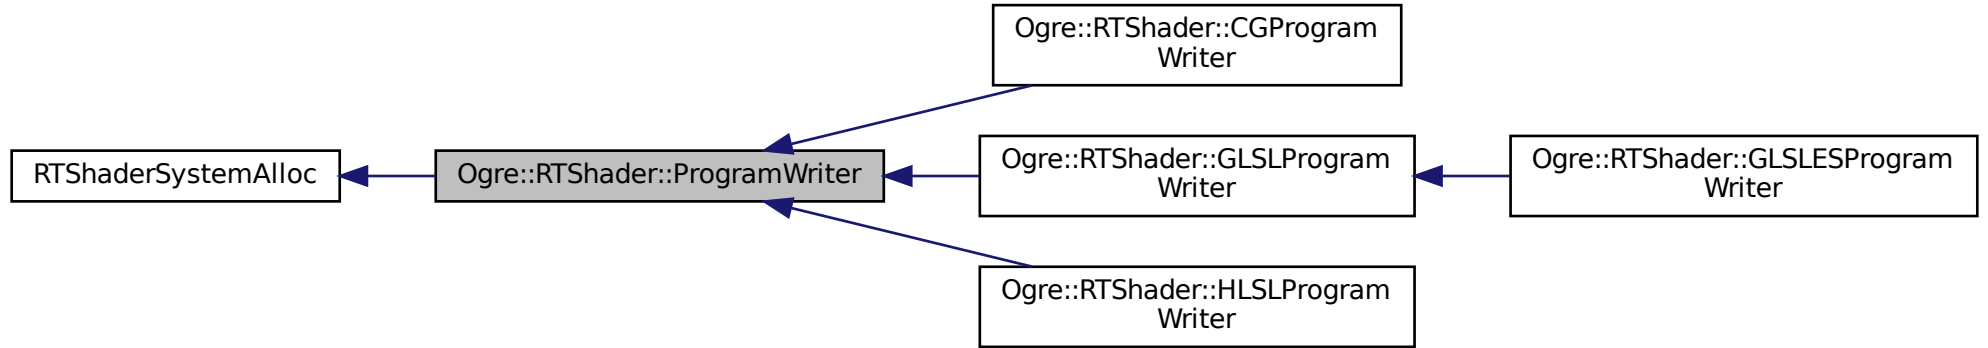 RTShaderSystemAlloc
Ogre::RTShader::ProgramWriter
Ogre::RTShader::CGProgram
Writer
Ogre::RTShader::GLSLProgram
Writer
Ogre::RTShader::HLSLProgram
Writer
Ogre::RTShader::GLSLESProgram
Writer